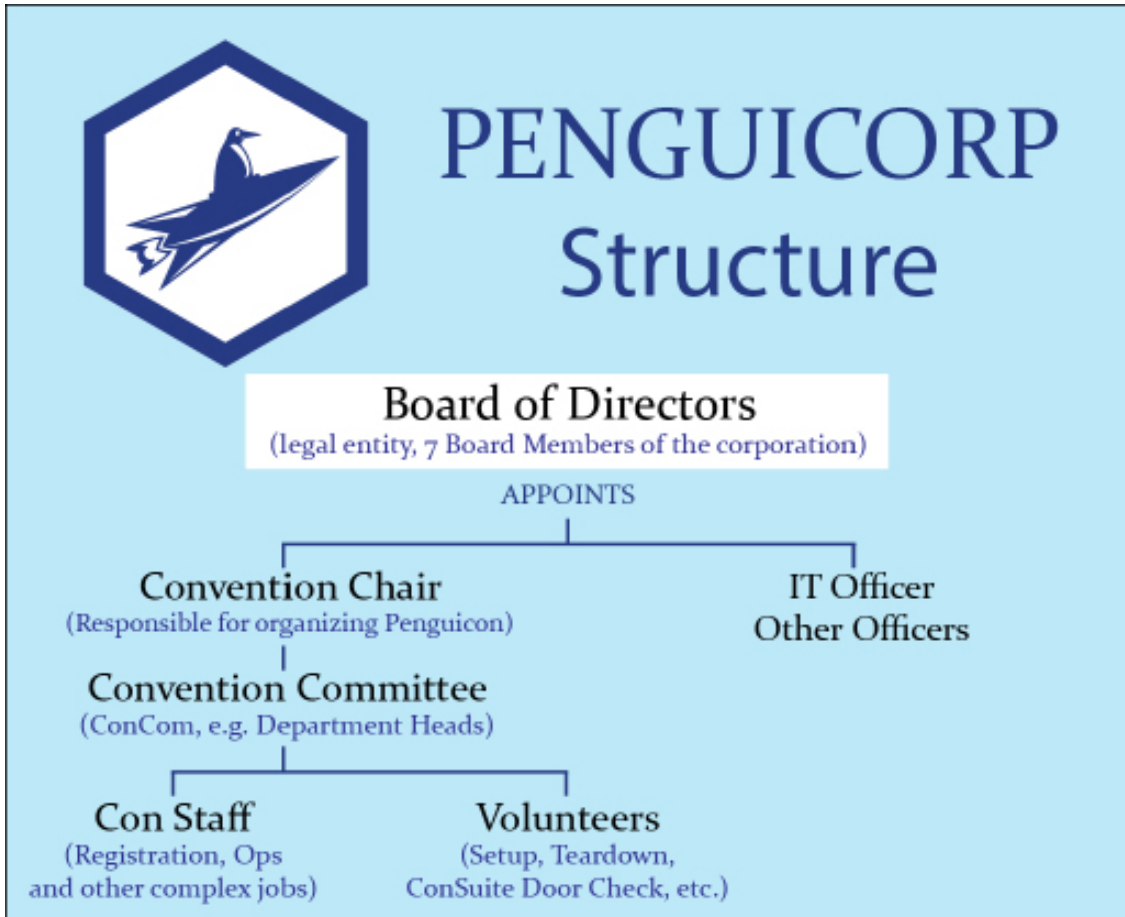 PENGUICORP
Structure
Board of Directors
(legal entity, 7 Board Members of the corporation)
APPOINTS
Convention Chair
(Responsible for organizing Penguicon)
IT Officer
Other Officers
Convention Committee
(ConCom, e.g. Department Heads)
Con Staff
(Registration, Ops
and other complex jobs)
Volunteers
(Setup, Teardown,
ConSuite Door Check, etc.)